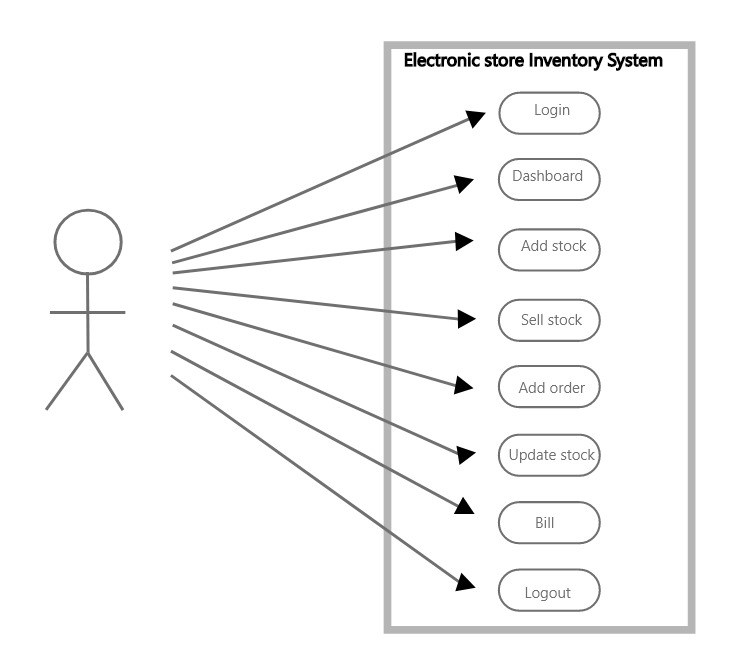 Electronic store Inventory System
Login
Dashboard
Add stock
Sell stock
Add order
Update stock
Bill
Logout